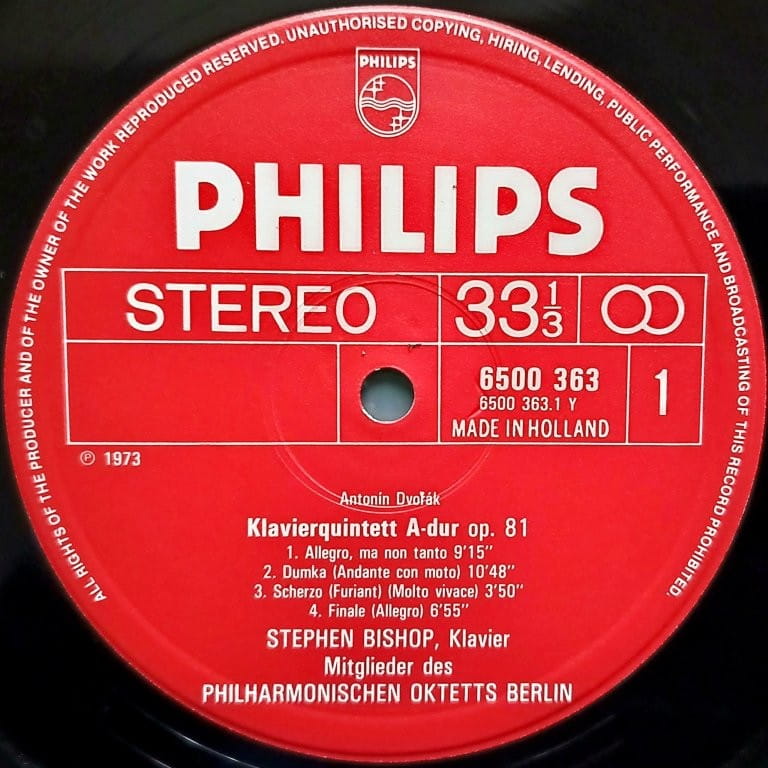 ALL RIGHTS OF THE PRODUCER AND OF THE OWNER OF THE WORK REPRODUCED RESERVED. UNAUTHORISED COPYING, HIRING, LENDING, PUBLIC PERFORMANCE AND BROADCASTING OF THIS RECORD PROHIBITED.
PHILIPS
PHILIPS
STEREO
33 1/3
6500 363
6500 363.1 Y
MADE IN HOLLAND
1
℗ 1973
Antonín Dvořák
Klavierquintett A-dur op. 81
1. Allegro, ma non tanto 9'15"
2. Dumka (Andante con moto) 10'48"
3. Scherzo (Furiant) (Molto vivace) 3'50"
4. Finale (Allegro) 6'55"
STEPHEN BISHOP, Klavier
Mitglieder des
PHILHARMONISCHEN OKTETTS BERLIN